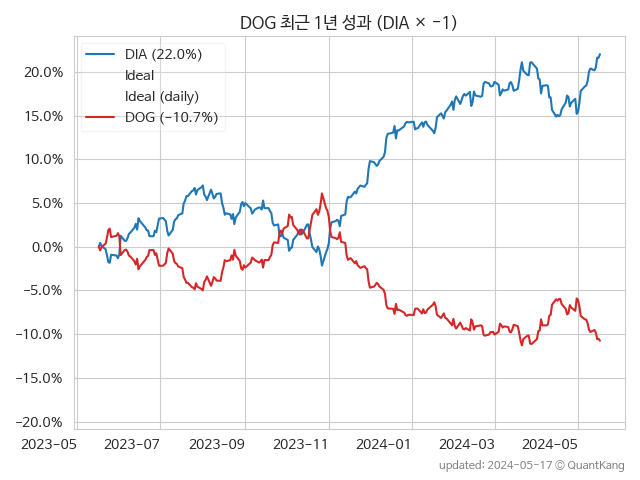 DOG 최근 1년 성과 (DIA × −1)
DIA (22.0%)
Ideal
Ideal (daily)
DOG (−10.7%)
20.0%
15.0%
10.0%
5.0%
0.0%
−5.0%
−10.0%
−15.0%
−20.0%
2023−05 2023−07 2023−09 2023−11 2024−01 2024−03 2024−05
updated: 2024−05−17 © QuantKang